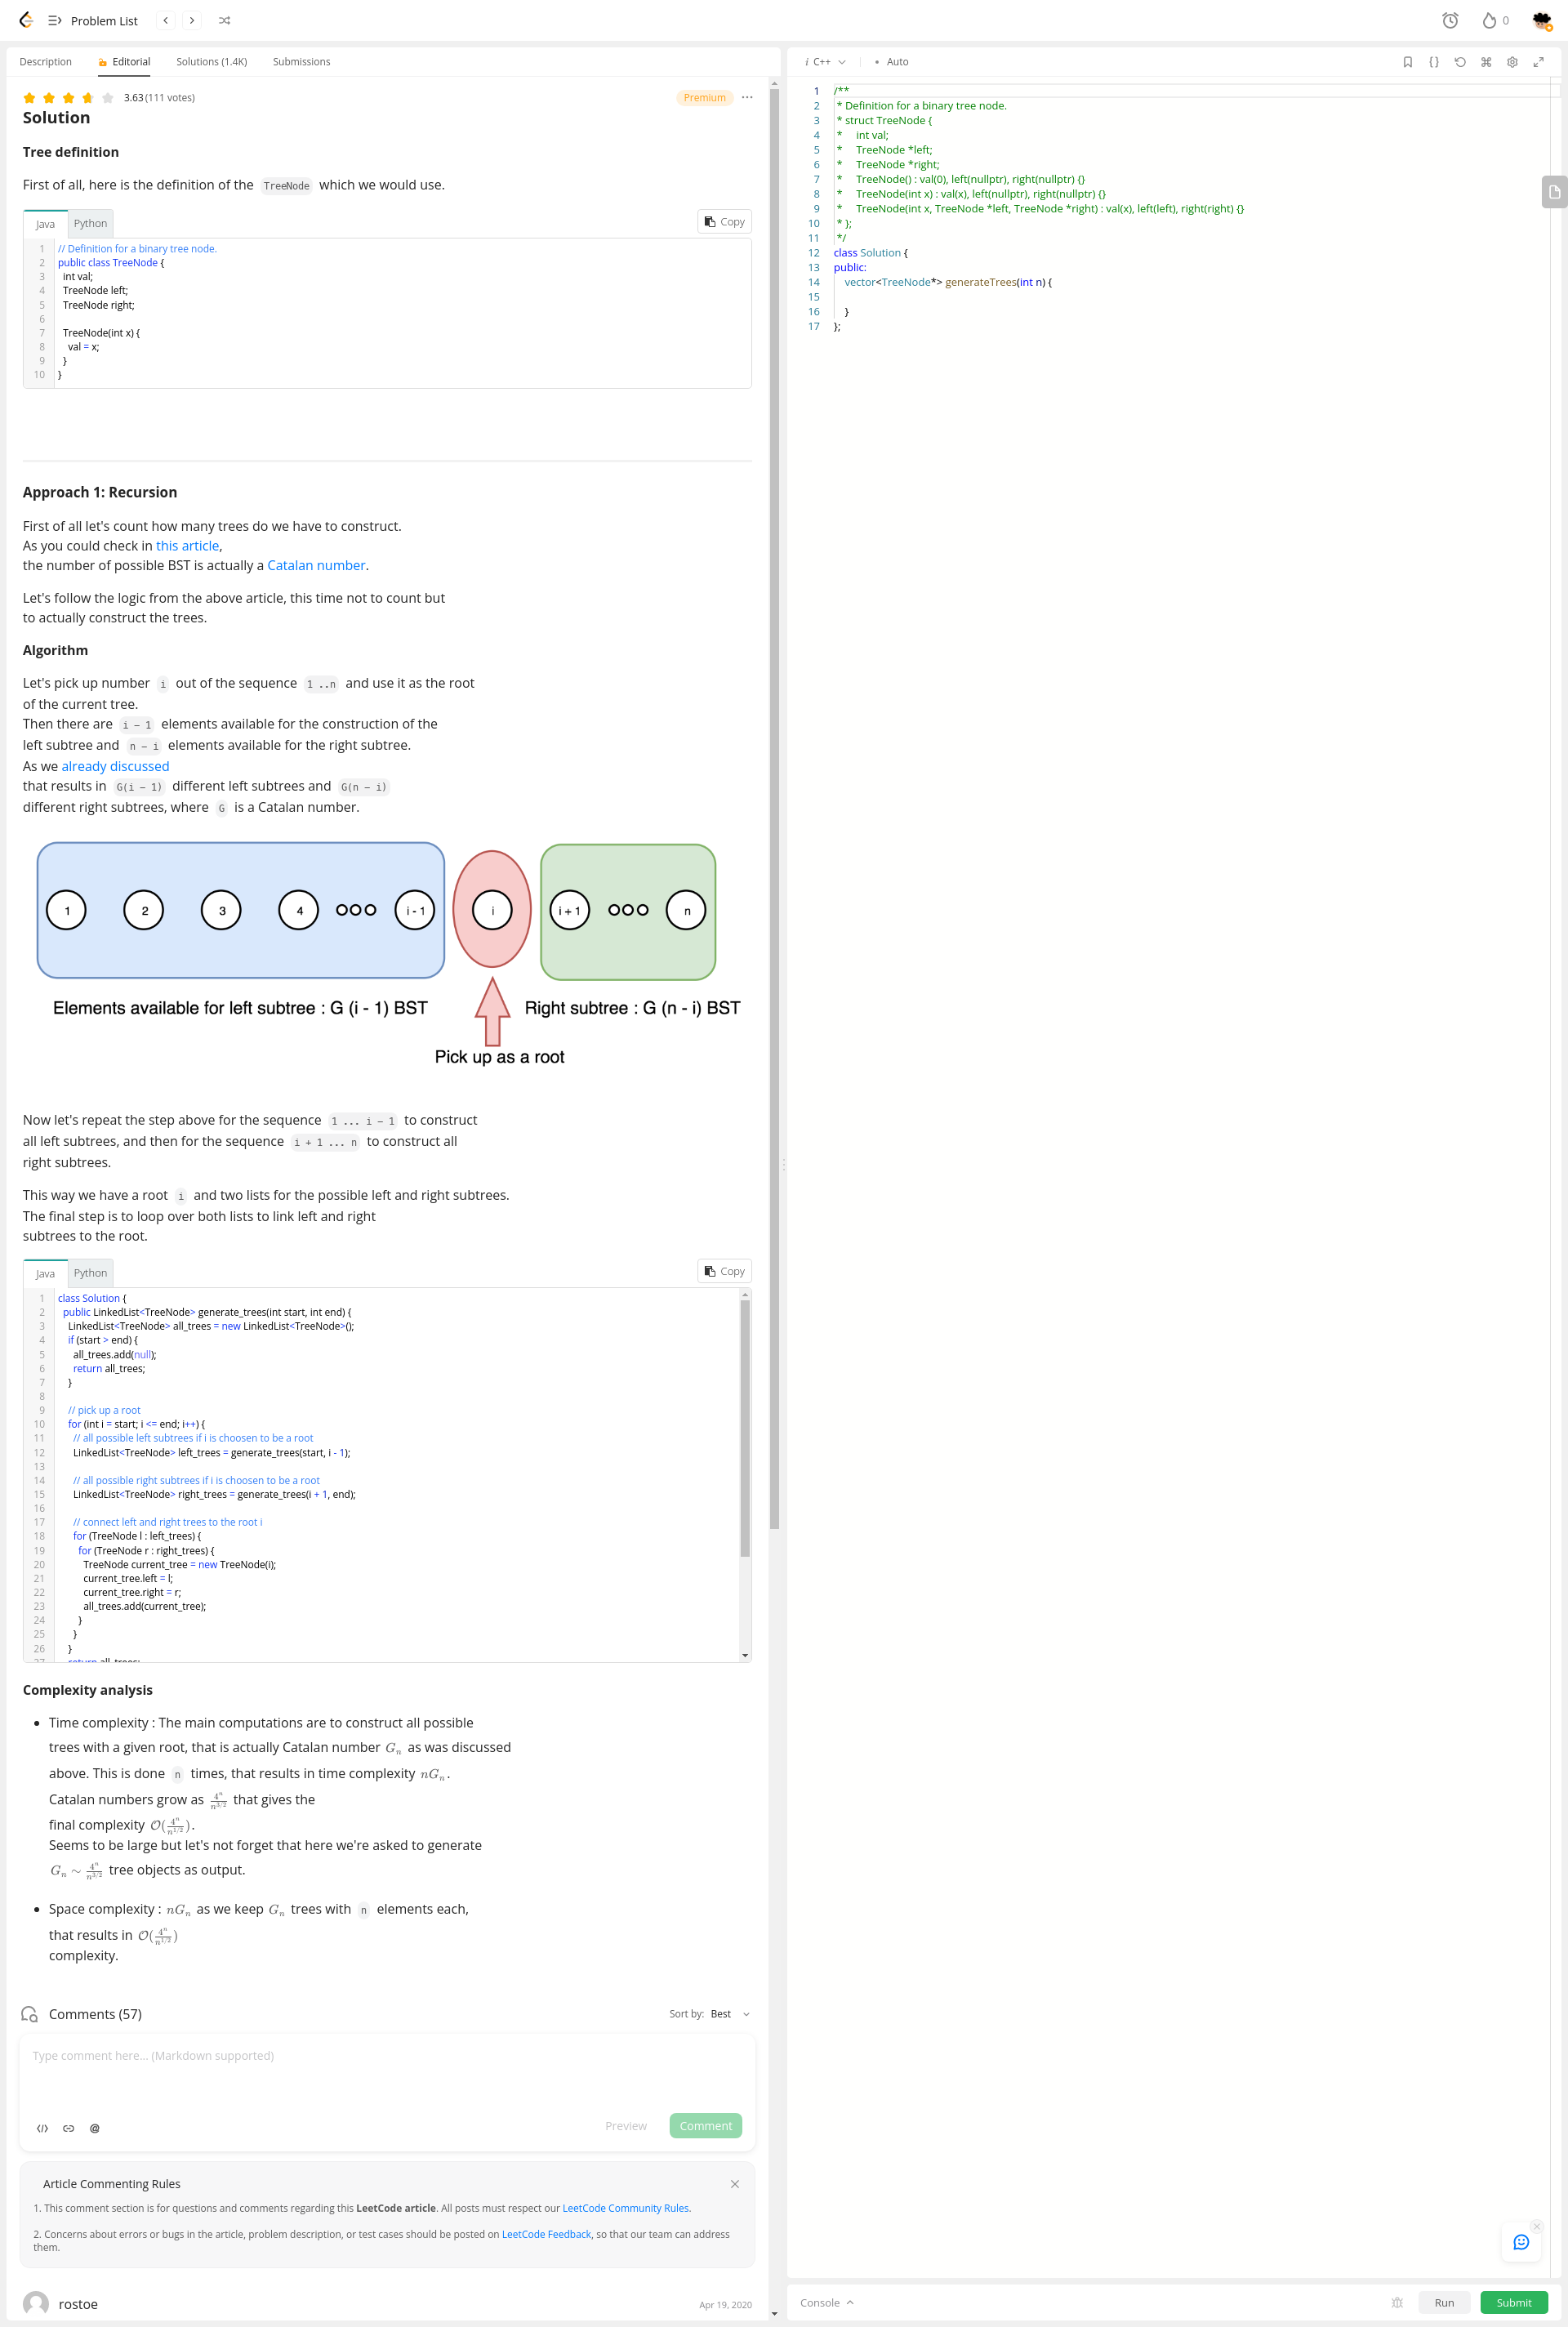 Problem List
0
Description
Editorial
Solutions (1.4K)
Submissions
3.63 (111 votes)
Premium
Solution
Tree definition
First of all, here is the definition of the TreeNode which we would use.
Java
Python
Copy
1 // Definition for a binary tree node.
2 public class TreeNode {
3 int val;
4 TreeNode left;
5 TreeNode right;
6
7 TreeNode(int x) {
8 val = x;
9 }
10 }
Approach 1: Recursion
First of all let's count how many trees do we have to construct.
As you could check in this article,
the number of possible BST is actually a Catalan number.
Let's follow the logic from the above article, this time not to count but
to actually construct the trees.
Algorithm
Let's pick up number i out of the sequence 1 ..n and use it as the root
of the current tree.
Then there are i - 1 elements available for the construction of the
left subtree and n - i elements available for the right subtree.
As we already discussed
that results in G(i - 1) different left subtrees and G(n - i)
different right subtrees, where G is a Catalan number.
1 2 3 4 i - 1 i i + 1 n
Elements available for left subtree : G (i - 1) BST
Right subtree : G (n - i) BST
Pick up as a root
Now let's repeat the step above for the sequence 1 ... i - 1 to construct
all left subtrees, and then for the sequence i + 1 ... n to construct all
right subtrees.
This way we have a root i and two lists for the possible left and right subtrees.
The final step is to loop over both lists to link left and right
subtrees to the root.
Java
Python
Copy
1 class Solution {
2 public LinkedList<TreeNode> generate_trees(int start, int end) {
3 LinkedList<TreeNode> all_trees = new LinkedList<TreeNode>();
4 if (start > end) {
5 all_trees.add(null);
6 return all_trees;
7 }
8
9 // pick up a root
10 for (int i = start; i <= end; i++) {
11 // all possible left subtrees if i is choosen to be a root
12 LinkedList<TreeNode> left_trees = generate_trees(start, i - 1);
13
14 // all possible right subtrees if i is choosen to be a root
15 LinkedList<TreeNode> right_trees = generate_trees(i + 1, end);
16
17 // connect left and right trees to the root i
18 for (TreeNode l : left_trees) {
19 for (TreeNode r : right_trees) {
20 TreeNode current_tree = new TreeNode(i);
21 current_tree.left = l;
22 current_tree.right = r;
23 all_trees.add(current_tree);
24 }
25 }
26 }
27 return all_trees;
Complexity analysis
• Time complexity : The main computations are to construct all possible
trees with a given root, that is actually Catalan number Gₙ as was discussed
above. This is done n times, that results in time complexity nGₙ.
Catalan numbers grow as 4^n/n^(3/2) that gives the
final complexity O(4^n/n^(1/2)).
Seems to be large but let's not forget that here we're asked to generate
Gₙ ∼ 4^n/n^(3/2) tree objects as output.
• Space complexity : nGₙ as we keep Gₙ trees with n elements each,
that results in O(4^n/n^(1/2))
complexity.
Comments (57)
Sort by: Best
Type comment here... (Markdown supported)
@
Preview
Comment
Article Commenting Rules
1. This comment section is for questions and comments regarding this LeetCode article. All posts must respect our LeetCode Community Rules.
2. Concerns about errors or bugs in the article, problem description, or test cases should be posted on LeetCode Feedback, so that our team can address
them.
rostoe
Apr 19, 2020
i C++
• Auto
{}
1 /**
2 * Definition for a binary tree node.
3 * struct TreeNode {
4 * int val;
5 * TreeNode *left;
6 * TreeNode *right;
7 * TreeNode() : val(0), left(nullptr), right(nullptr) {}
8 * TreeNode(int x) : val(x), left(nullptr), right(nullptr) {}
9 * TreeNode(int x, TreeNode *left, TreeNode *right) : val(x), left(left), right(right) {}
10 * };
11 */
12 class Solution {
13 public:
14 vector<TreeNode*> generateTrees(int n) {
15
16 }
17 };
Console
Run
Submit